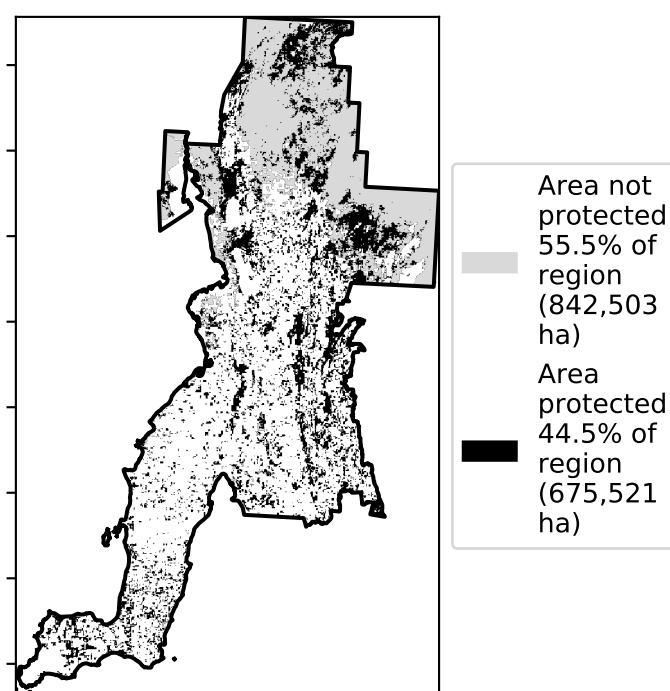 Area not
protected
55.5% of
region
(842,503
ha)
Area
protected
44.5% of
region
(675,521
ha)